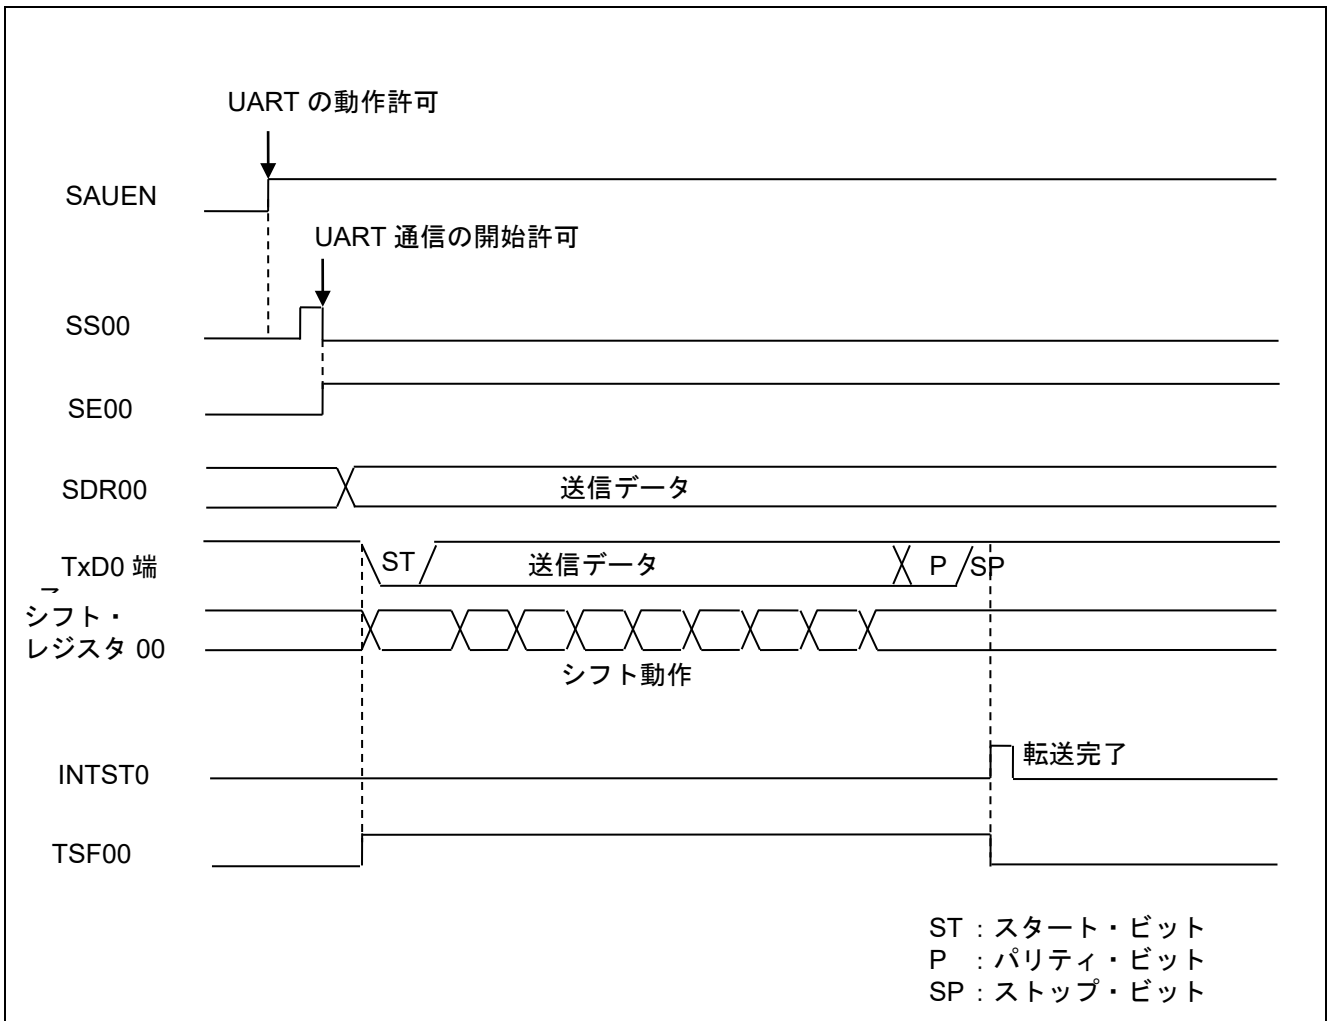 UART の動作許可
SAUEN
UART 通信の開始許可
SS00
SE00
SDR00
送信データ
TxD0 端
ST
送信データ
P
SP
シフト・
レジスタ 00
シフト動作
INTST0
転送完了
TSF00
ST : スタート・ビット
P : パリティ・ビット
SP : ストップ・ビット